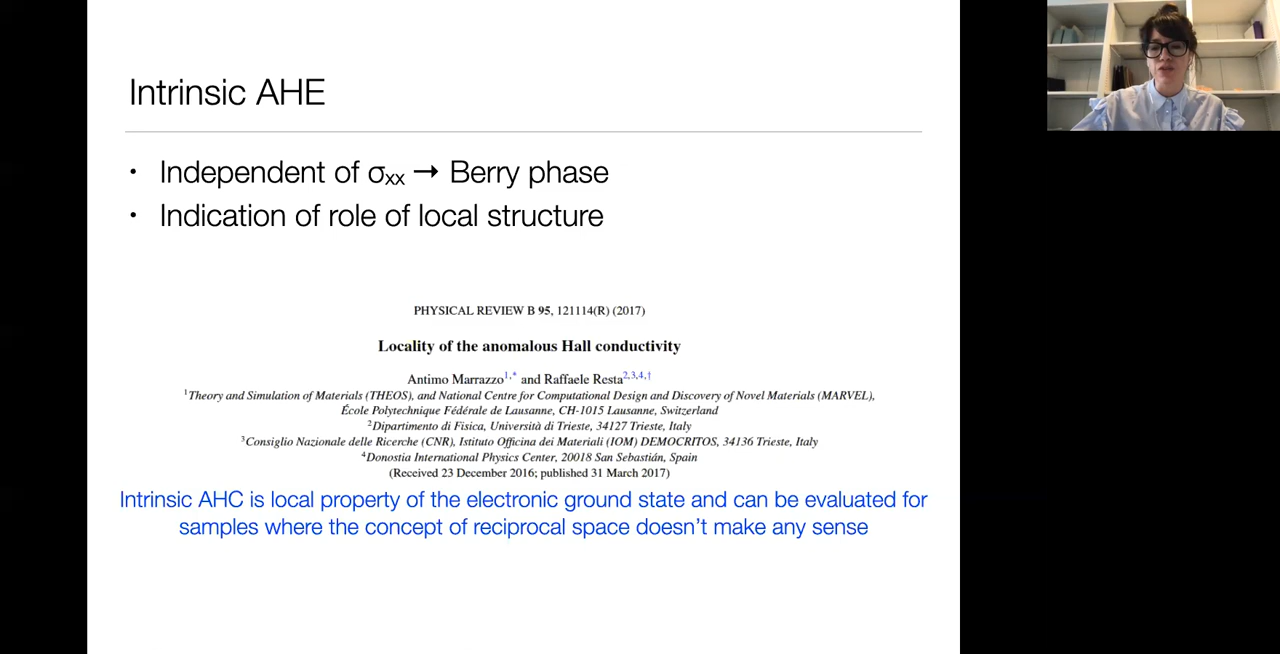 Intrinsic AHE
• Independent of σxx → Berry phase
• Indication of role of local structure
PHYSICAL REVIEW B 95, 121114(R) (2017)
Locality of the anomalous Hall conductivity
Antimo Marrazzo1,* and Raffaele Resta2,3,4,†
1Theory and Simulation of Materials (THEOS), and National Centre for Computational Design and Discovery of Novel Materials (MARVEL),
École Polytechnique Fédérale de Lausanne, CH-1015 Lausanne, Switzerland
2Dipartimento di Fisica, Università di Trieste, 34127 Trieste, Italy
3Consiglio Nazionale delle Ricerche (CNR), Istituto Officina dei Materiali (IOM) DEMOCRITOS, 34136 Trieste, Italy
4Donostia International Physics Center, 20018 San Sebastián, Spain
(Received 23 December 2016; published 31 March 2017)
Intrinsic AHC is local property of the electronic ground state and can be evaluated for
samples where the concept of reciprocal space doesn't make any sense